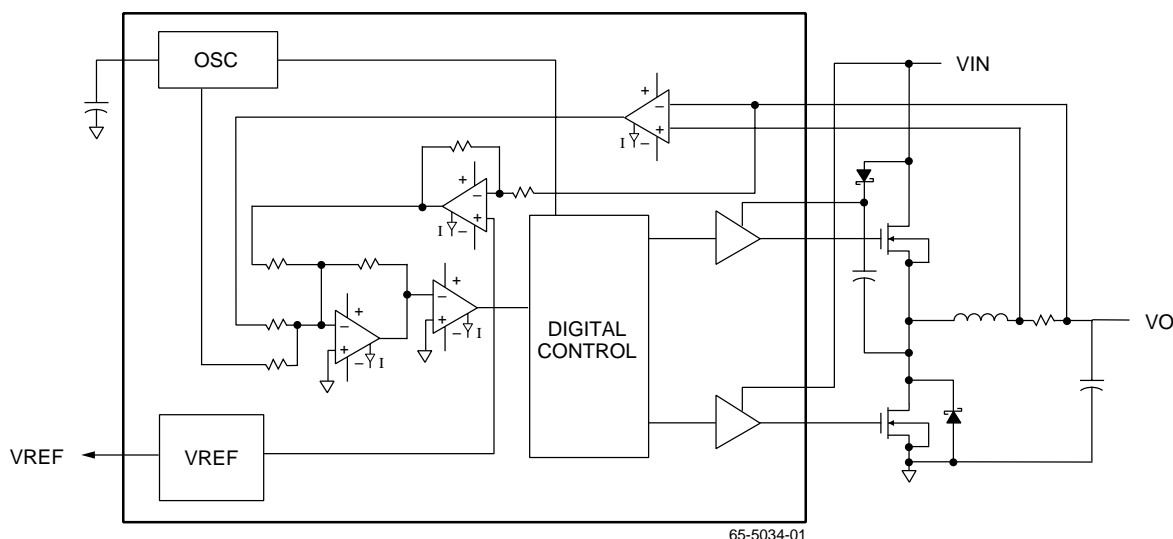 OSC
VIN
+
−
+
I
−
+
−
+
I
−
+
−
+
I
−
+
−
+
−
I
DIGITAL
CONTROL
VO
VREF
VREF
65-5034-01